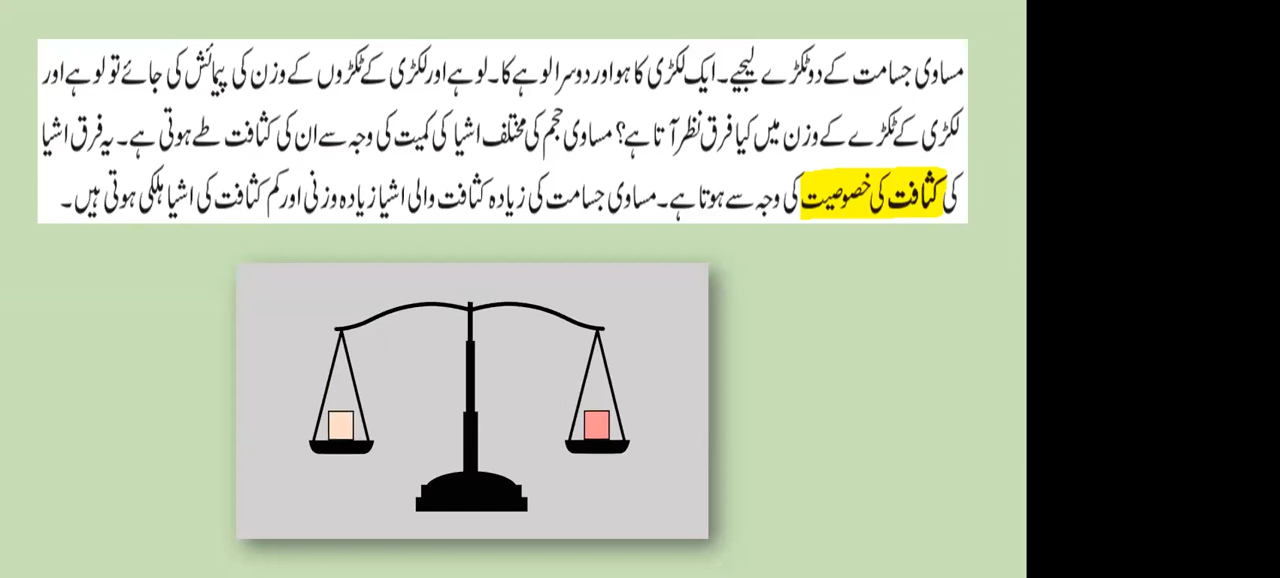 مساوی جسامت کے دو ٹکڑے لیجیے۔ ایک لکڑی کا ہو اور دوسرا لوہے کا۔ لوہے اور لکڑی کے ٹکڑوں کے وزن کی پیمائش کی جائے تو لوہے اور
لکڑی کے ٹکڑے کے وزن میں کیا فرق نظر آتا ہے؟ مساوی حجم کی مختلف اشیا کی کمیت کی وجہ سے ان کی کثافت طے ہوتی ہے۔ یہ فرق اشیا
کی کثافت کی خصوصیت کی وجہ سے ہوتا ہے۔ مساوی جسامت کی زیادہ کثافت والی اشیا زیادہ وزنی اور کم کثافت کی اشیا ہلکی ہوتی ہیں۔